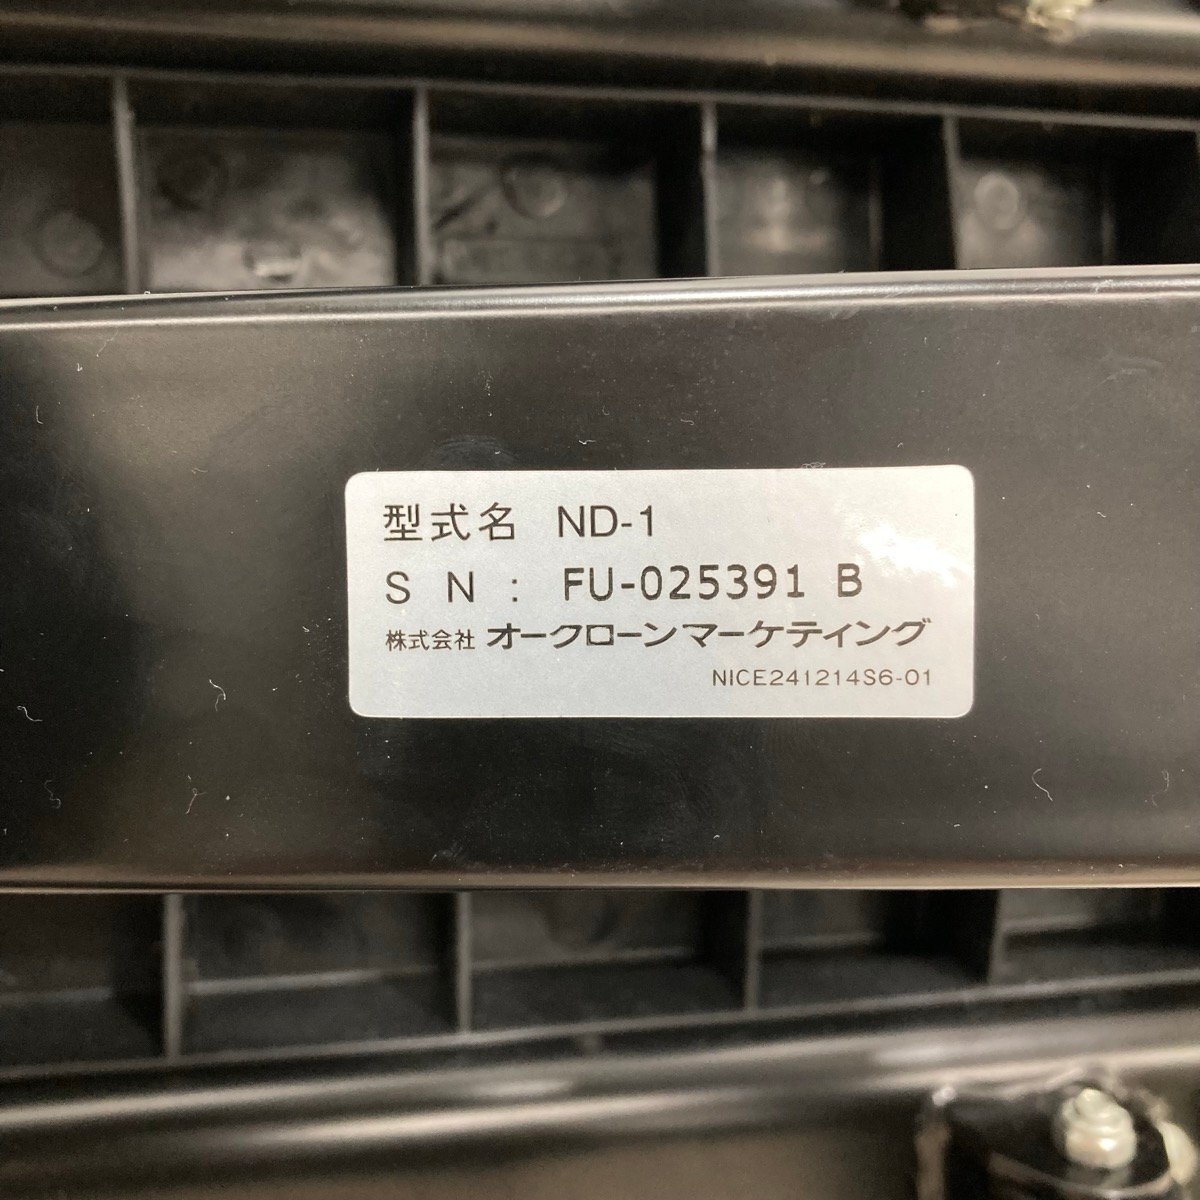 型式名 ND-1
S N : FU-025391 B
株式会社 オークローンマーケティング
NICE241214S6-01